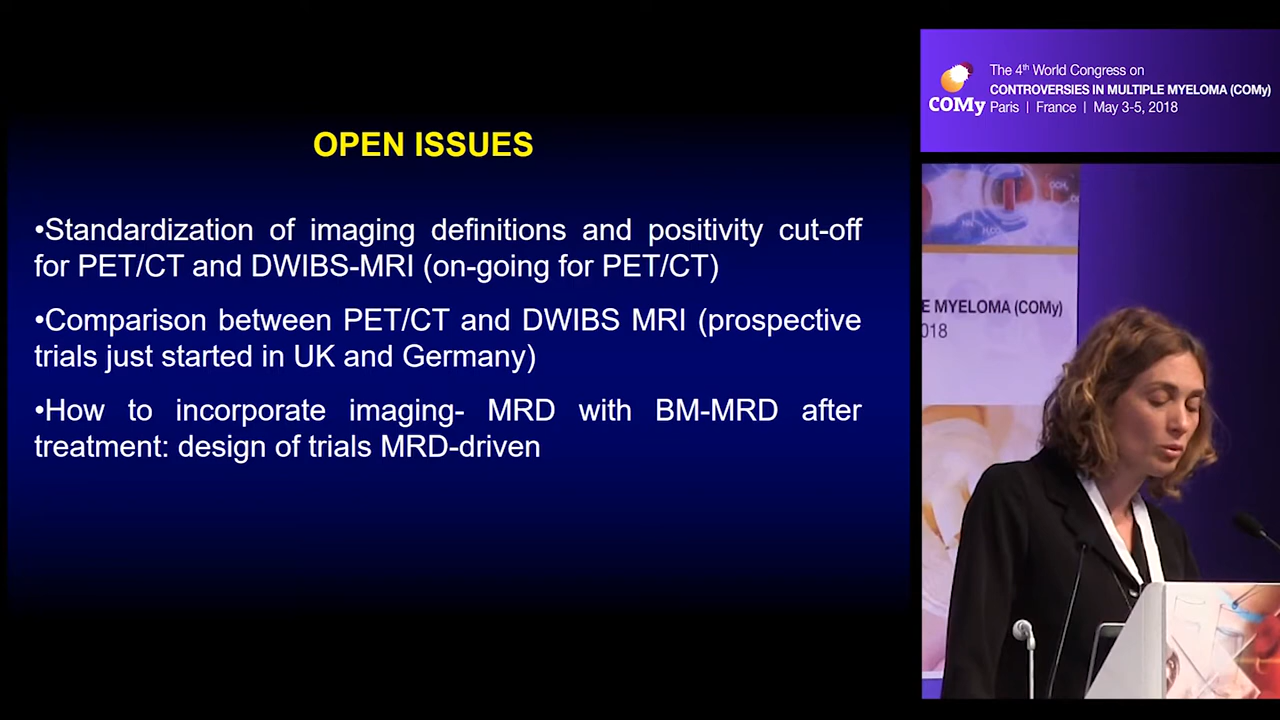 OPEN ISSUES
•Standardization of imaging definitions and positivity cut-off
for PET/CT and DWIBS-MRI (on-going for PET/CT)
•Comparison between PET/CT and DWIBS MRI (prospective
trials just started in UK and Germany)
•How to incorporate imaging- MRD with BM-MRD after
treatment: design of trials MRD-driven
The 4th World Congress on
CONTROVERSIES IN MULTIPLE MYELOMA (COMy)
Paris | France | May 3-5, 2018
COMy
E MYELOMA (COMy)
018